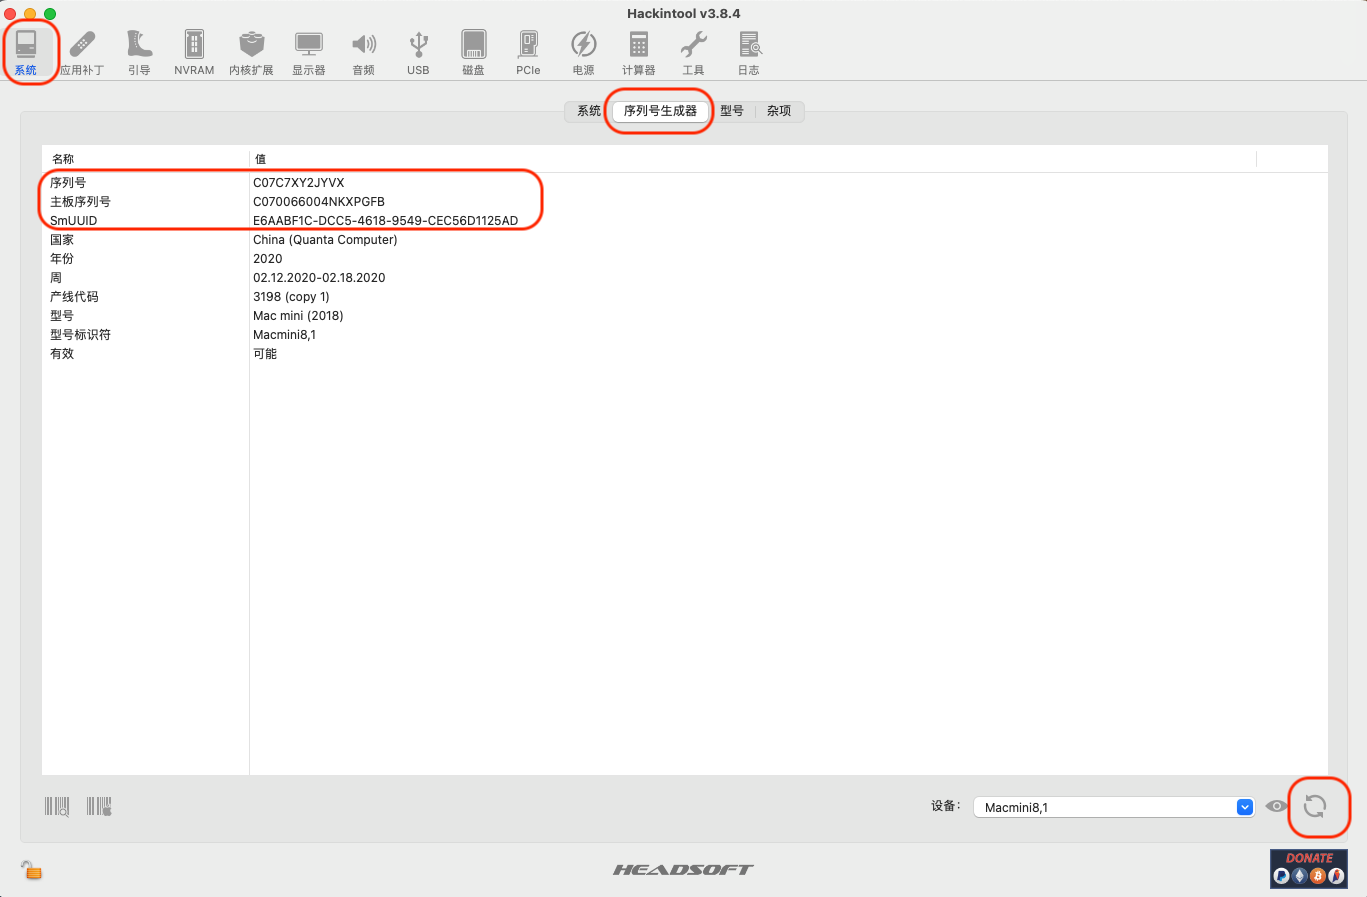 Hackintool v3.8.4
系统 应用补丁 引导 NVRAM 内核扩展 显示器 音频 USB 磁盘 PCIe 电源 计算器 工具 日志
系统 序列号生成器 型号 杂项
名称 值
序列号 C07C7XY2JYVX
主板序列号 C070066004NKXPGFB
SmUUID E6AABF1C-DCC5-4618-9549-CEC56D1125AD
国家 China (Quanta Computer)
年份 2020
周 02.12.2020-02.18.2020
产线代码 3198 (copy 1)
型号 Mac mini (2018)
型号标识符 Macmini8,1
有效 可能
设备： Macmini8,1
HEADSOFT
DONATE